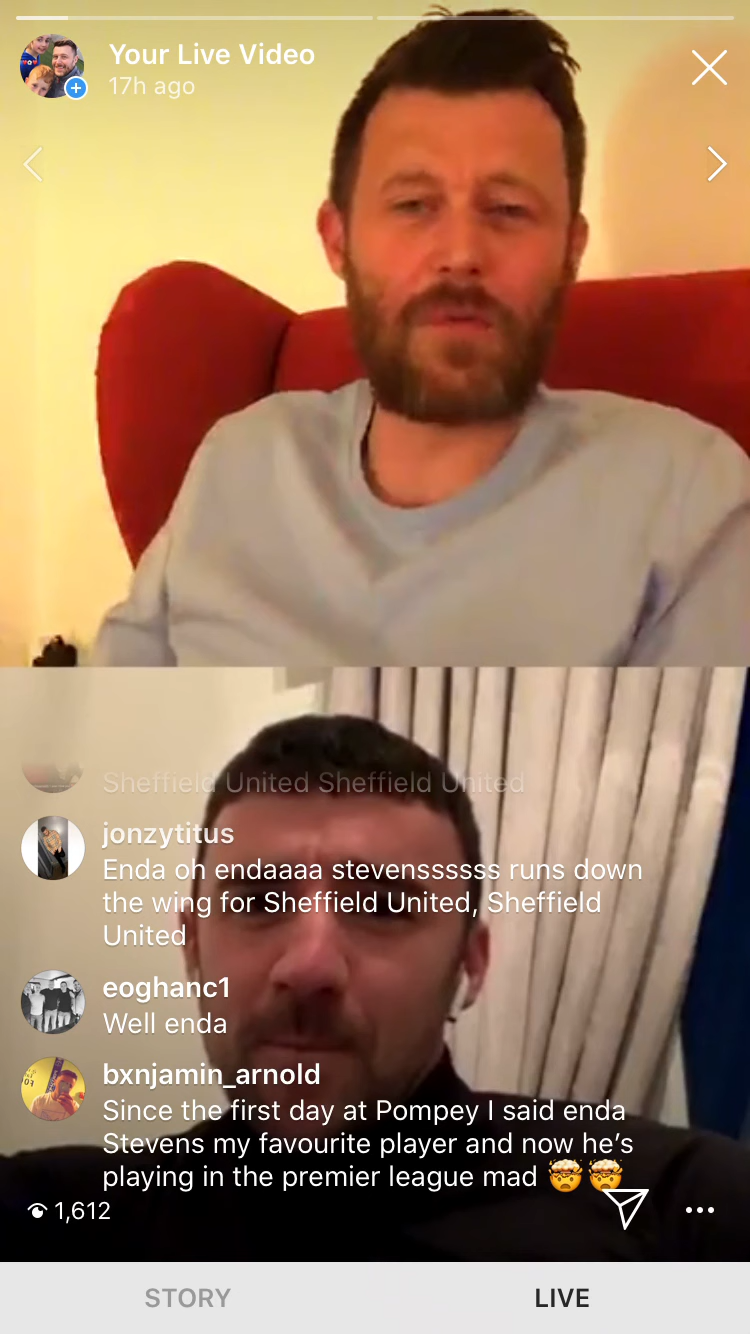 Your Live Video
17h ago
Sheffield United Sheffield United
jonzytitus
Enda oh endaaaa stevenssssss runs down
the wing for Sheffield United, Sheffield
United
eoghanc1
Well enda
bxnjamin_arnold
Since the first day at Pompey I said enda
Stevens my favourite player and now he’s
playing in the premier league mad 🤯🤯
1,612
STORY
LIVE